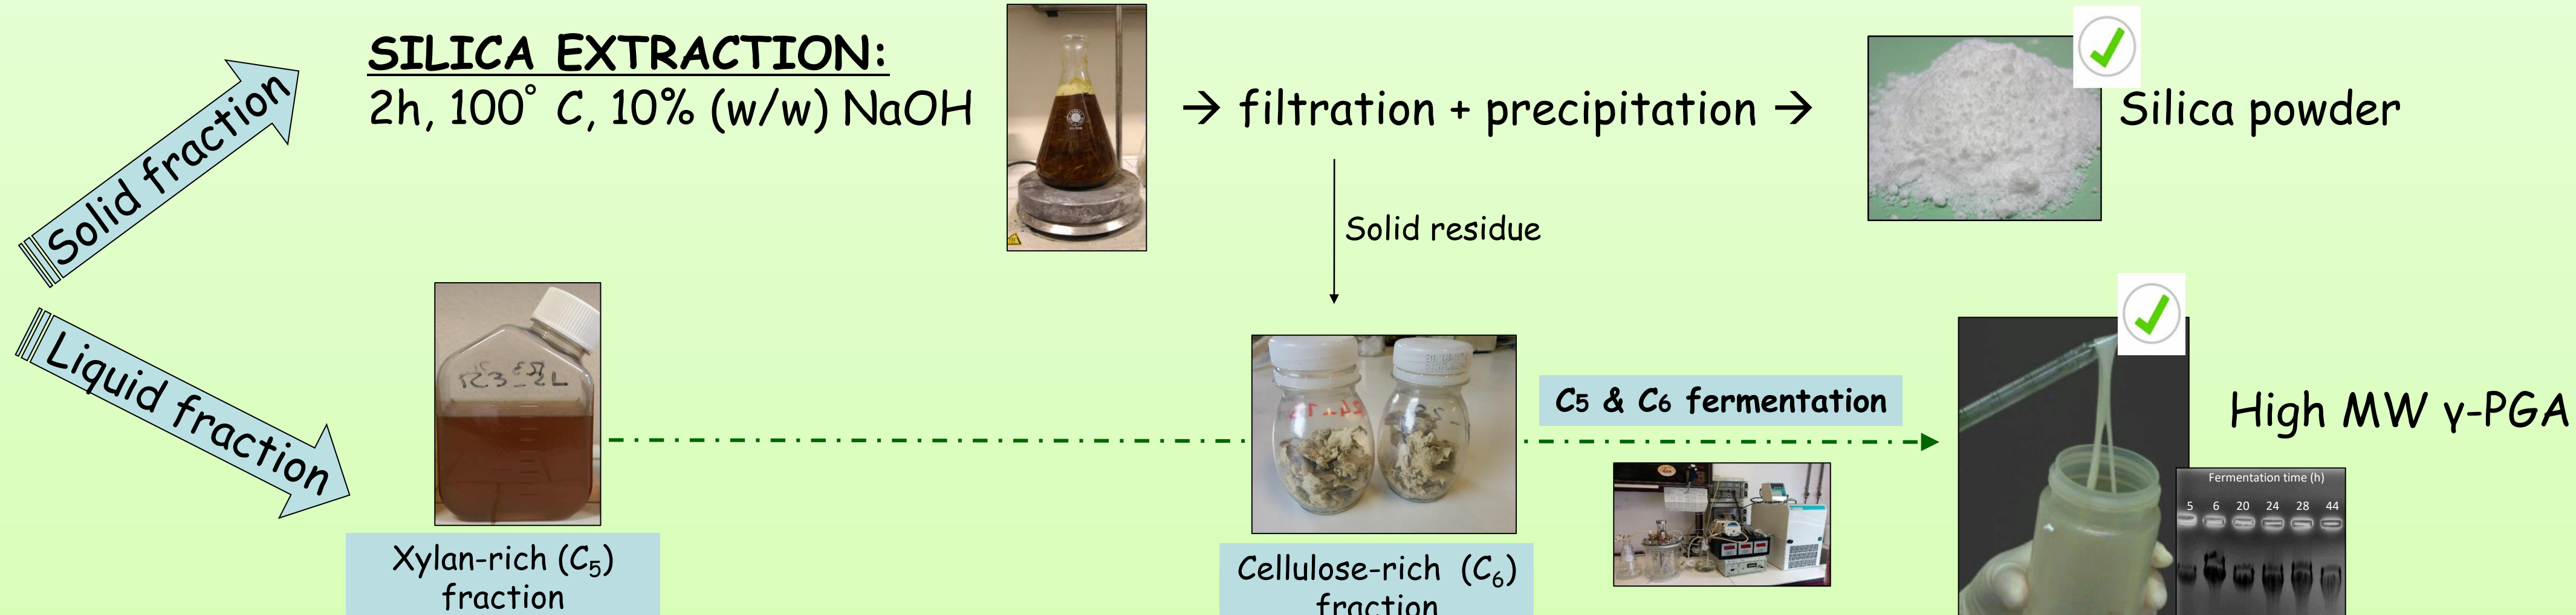 SILICA EXTRACTION:
2h, 100° C, 10% (w/w) NaOH
→ filtration + precipitation →
Silica powder
Solid fraction
Solid residue
Liquid fraction
C5 & C6 fermentation
High MW γ-PGA
Fermentation time (h)
5 6 20 24 28 44
Xylan-rich (C₅)
fraction
Cellulose-rich (C₆)
fraction